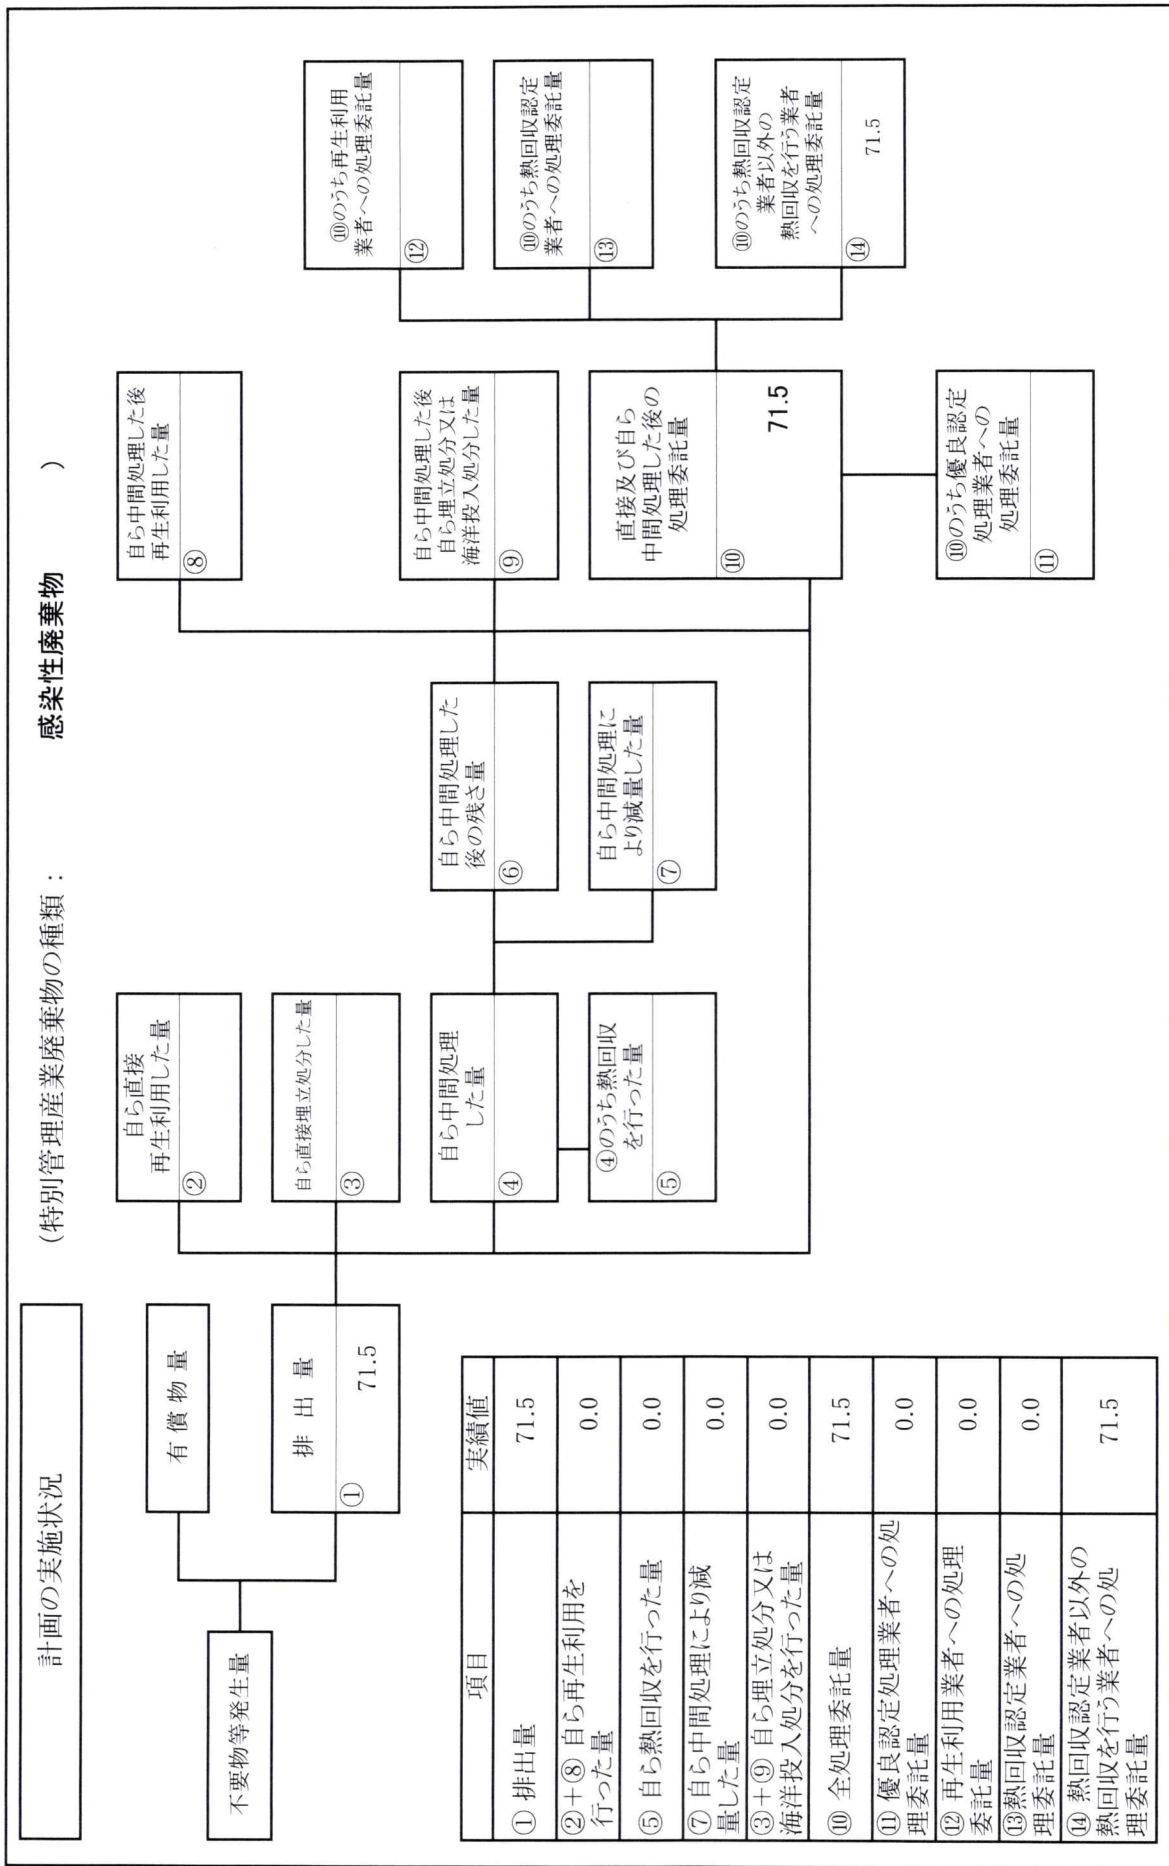 計画の実施状況
(特別管理産業廃棄物の種類： 感染性廃棄物 )
不要物等発生量
有償物量
排出量
① 71.5
自ら直接
再生利用した量
②
自ら直接埋立処分した量
③
自ら中間処理
した量
④
④のうち熱回収
を行った量
⑤
自ら中間処理した
後の残さ量
⑥
自ら中間処理に
より減量した量
⑦
自ら中間処理した後
再生利用した量
⑧
自ら中間処理した後
自ら埋立処分又は
海洋投入処分した量
⑨
直接及び自ら
中間処理した後の
処理委託量
⑩
71.5
⑩のうち優良認定
処理業者への
処理委託量
⑪
⑩のうち再生利用
業者への処理委託量
⑫
⑩のうち熱回収認定
業者への処理委託量
⑬
⑩のうち熱回収認定
業者以外の
熱回収を行う業者
への処理委託量
⑭ 71.5
項目 実績値
① 排出量 71.5
②＋⑧ 自ら再生利用を
行った量 0.0
⑤ 自ら熱回収を行った量 0.0
⑦ 自ら中間処理により減
量した量 0.0
③＋⑨ 自ら埋立処分又は
海洋投入処分を行った量 0.0
⑩ 全処理委託量 71.5
⑪ 優良認定処理業者への処
理委託量 0.0
⑫ 再生利用業者への処理
委託量 0.0
⑬熱回収認定業者への処
理委託量 0.0
⑭ 熱回収認定業者以外の
熱回収を行う業者への処
理委託量 71.5